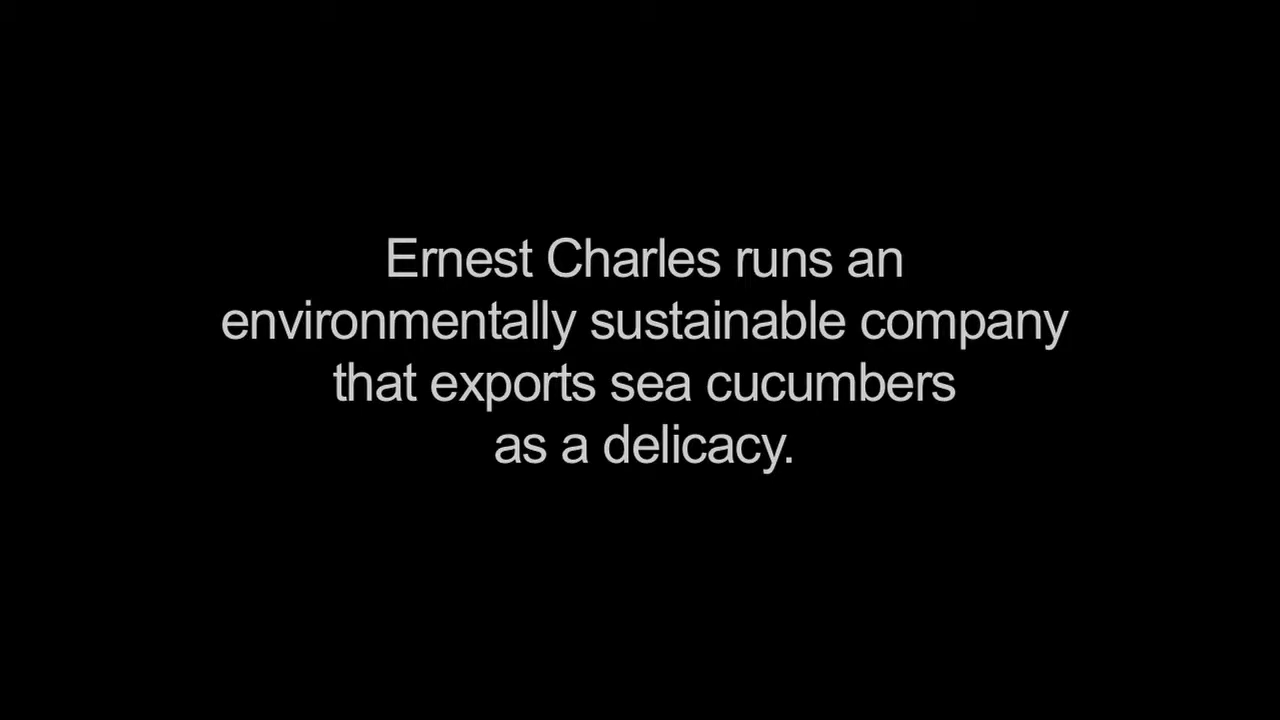 Ernest Charles runs an
environmentally sustainable company
that exports sea cucumbers
as a delicacy.